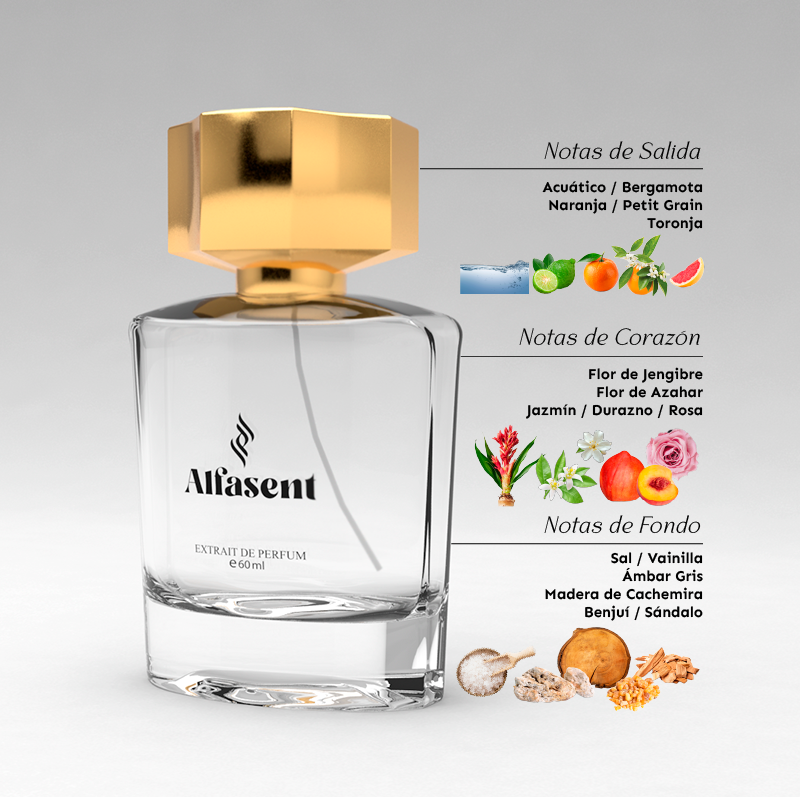 Notas de Salida
Acuático / Bergamota
Naranja / Petit Grain
Toronja
Notas de Corazón
Flor de Jengibre
Flor de Azahar
Jazmín / Durazno / Rosa
Notas de Fondo
Sal / Vainilla
Ámbar Gris
Madera de Cachemira
Benjuí / Sándalo
Alfasent
EXTRAIT DE PERFUM
e 60 ml